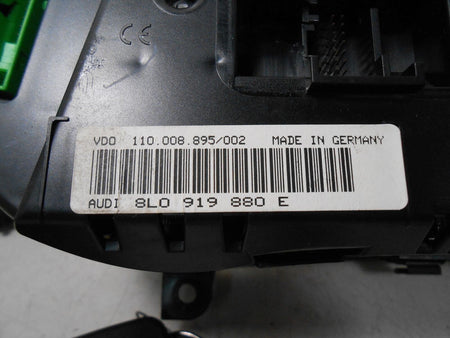 CE
VDO 110.008.895/002 MADE IN GERMANY
AUDI 8L0 919 880 E